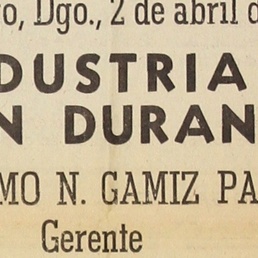 o, Dgo., 2 de abril d
DUSTRIA
N DURAN
MO N. GAMIZ PA
Gerente